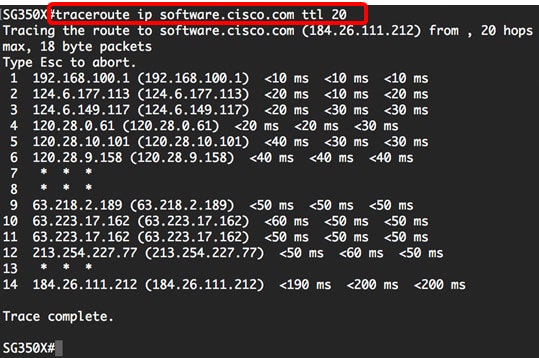 SG350X#traceroute ip software.cisco.com ttl 20
Tracing the route to software.cisco.com (184.26.111.212) from , 20 hops
max, 18 byte packets
Type Esc to abort.
1 192.168.100.1 (192.168.100.1) <10 ms <10 ms <10 ms
2 124.6.177.113 (124.6.177.113) <20 ms <10 ms <20 ms
3 124.6.149.117 (124.6.149.117) <20 ms <30 ms <30 ms
4 120.28.0.61 (120.28.0.61) <20 ms <20 ms <30 ms
5 120.28.10.101 (120.28.10.101) <40 ms <30 ms <30 ms
6 120.28.9.158 (120.28.9.158) <40 ms <40 ms <40 ms
7 * * *
8 * * *
9 63.218.2.189 (63.218.2.189) <50 ms <50 ms <50 ms
10 63.223.17.162 (63.223.17.162) <60 ms <50 ms <50 ms
11 63.223.17.162 (63.223.17.162) <50 ms <50 ms <50 ms
12 213.254.227.77 (213.254.227.77) <50 ms <60 ms <50 ms
13 * * *
14 184.26.111.212 (184.26.111.212) <190 ms <200 ms <200 ms
Trace complete.
SG350X#